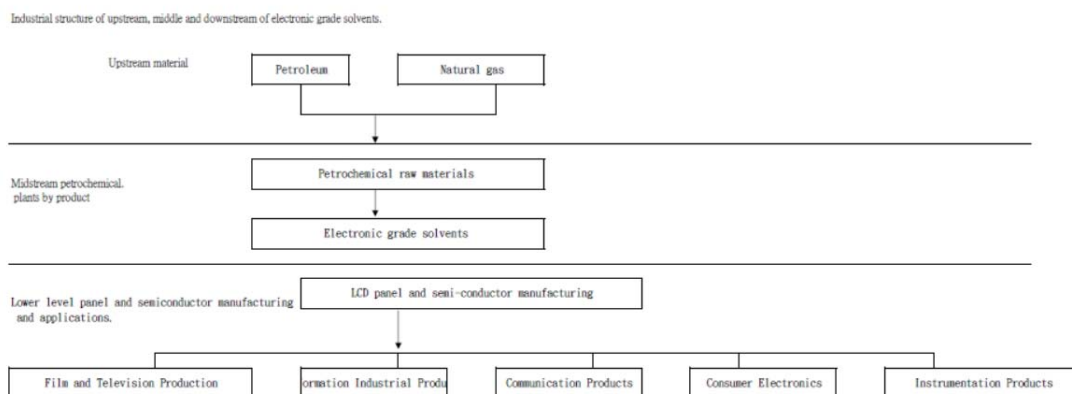 Industrial structure of upstream, middle and downstream of electronic grade solvents.
Upstream material
Petroleum
Natural gas
Midstream petrochemical.
plants by product
Petrochemical raw materials
Electronic grade solvents
Lower level panel and semiconductor manufacturing
and applications.
LCD panel and semi-conductor manufacturing
Film and Television Production
ormation Industrial Produ
Communication Products
Consumer Electronics
Instrumentation Products